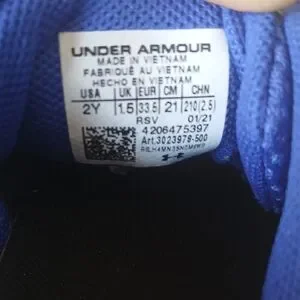 UNDER ARMOUR
MADE IN VIETNAM
FABRIQUÉ AU VIETNAM
HECHO EN VIETNAM
USA UK EUR CM CHN
2Y 1.5 33.5 21 210(2.5)
RSV 01/21
4206475397
Art.3023979-500